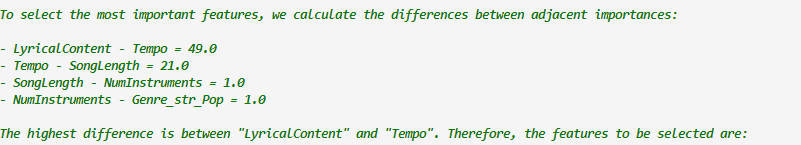 To select the most important features, we calculate the differences between adjacent importances:
- LyricalContent - Tempo = 49.0
- Tempo - SongLength = 21.0
- SongLength - NumInstruments = 1.0
- NumInstruments - Genre_str_Pop = 1.0
The highest difference is between "LyricalContent" and "Tempo". Therefore, the features to be selected are: